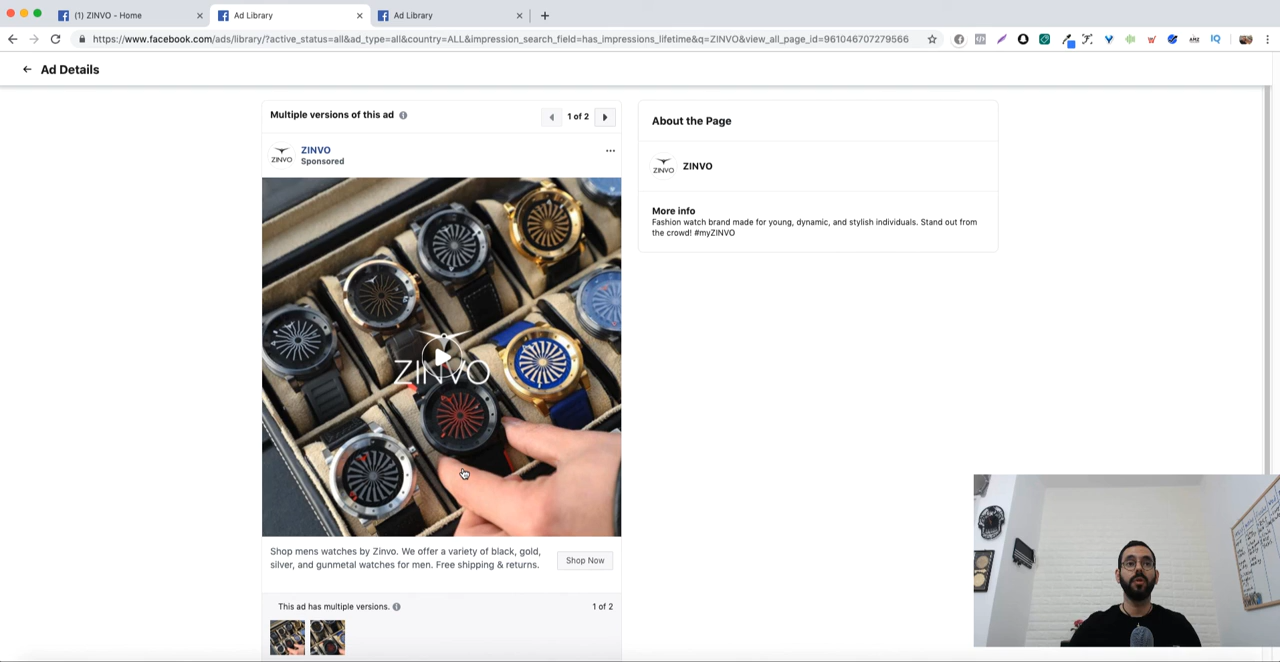 (1) ZINVO - Home
Ad Library
Ad Library
https://www.facebook.com/ads/library/?active_status=all&ad_type=all&country=ALL&impression_search_field=has_impressions_lifetime&q=ZINVO&view_all_page_id=961046707279566
Ad Details
Multiple versions of this ad
1 of 2
ZINVO
ZINVO
Sponsored
ZINVO
Shop mens watches by Zinvo. We offer a variety of black, gold,
silver, and gunmetal watches for men. Free shipping & returns.
Shop Now
This ad has multiple versions.
1 of 2
About the Page
ZINVO
ZINVO
More info
Fashion watch brand made for young, dynamic, and stylish individuals. Stand out from
the crowd! #myZINVO
IQ